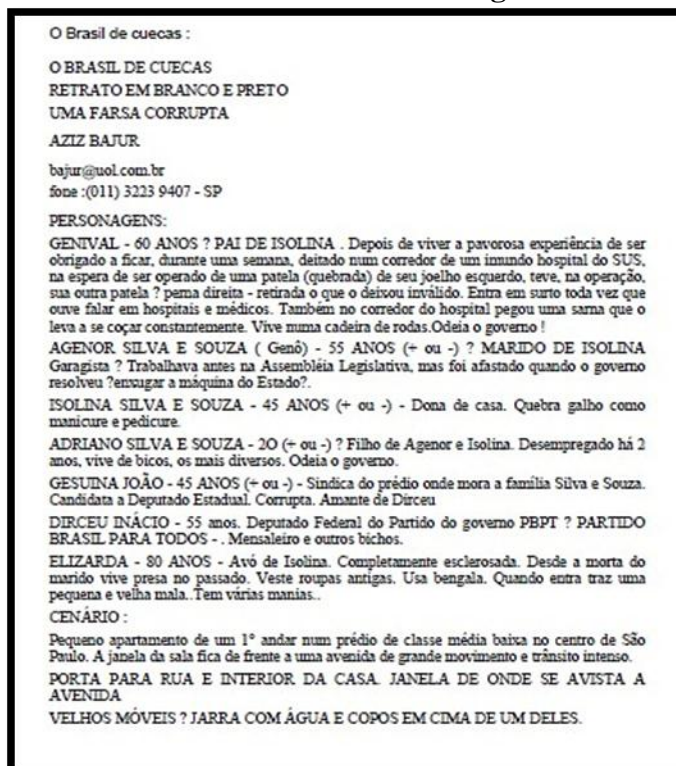 O Brasil de cuecas :
O BRASIL DE CUECAS
RETRATO EM BRANCO E PRETO
UMA FARSA CORRUPTA
AZIZ BAJUR
bajur@uol.com.br
fone :(011) 3223 9407 - SP
PERSONAGENS:
GENIVAL - 60 ANOS ? PAI DE ISOLINA . Depois de viver a pavorosa experiência de ser
obrigado a ficar, durante uma semana, deitado num corredor de um imundo hospital do SUS,
na espera de ser operado de uma patela (quebrada) de seu joelho esquerdo, teve, na operação,
sua outra patela ? perna direita - retirada o que o deixou inválido. Entra em surto toda vez que
ouve falar em hospitais e médicos. Também no corredor do hospital pegou uma sarna que o
leva a se coçar constantemente. Vive numa cadeira de rodas.Odeia o governo !
AGENOR SILVA E SOUZA ( Genô) - 55 ANOS (+ ou -) ? MARIDO DE ISOLINA
Garagista ? Trabalhava antes na Assembléia Legislativa, mas foi afastado quando o governo
resolveu ?enxugar a máquina do Estado?.
ISOLINA SILVA E SOUZA - 45 ANOS (+ ou -) - Dona de casa. Quebra galho como
manicure e pedicure.
ADRIANO SILVA E SOUZA - 2O (+ ou -) ? Filho de Agenor e Isolina. Desempregado há 2
anos, vive de bicos, os mais diversos. Odeia o governo.
GESUINA JOÃO - 45 ANOS (+ ou -) - Sindica do prédio onde mora a família Silva e Souza.
Candidata a Deputado Estadual. Corrupta. Amante de Dirceu
DIRCEU INÁCIO - 55 anos. Deputado Federal do Partido do governo PBPT ? PARTIDO
BRASIL PARA TODOS - . Mensaleiro e outros bichos.
ELIZARDA - 80 ANOS - Avó de Isolina. Completamente esclerosada. Desde a morta do
marido vive presa no passado. Veste roupas antigas. Usa bengala. Quando entra traz uma
pequena e velha mala..Tem várias manias..
CENÁRIO :
Pequeno apartamento de um 1° andar num prédio de classe média baixa no centro de São
Paulo. A janela da sala fica de frente a uma avenida de grande movimento e trânsito intenso.
PORTA PARA RUA E INTERIOR DA CASA. JANELA DE ONDE SE AVISTA A
AVENIDA
VELHOS MÓVEIS ? JARRA COM ÁGUA E COPOS EM CIMA DE UM DELES.